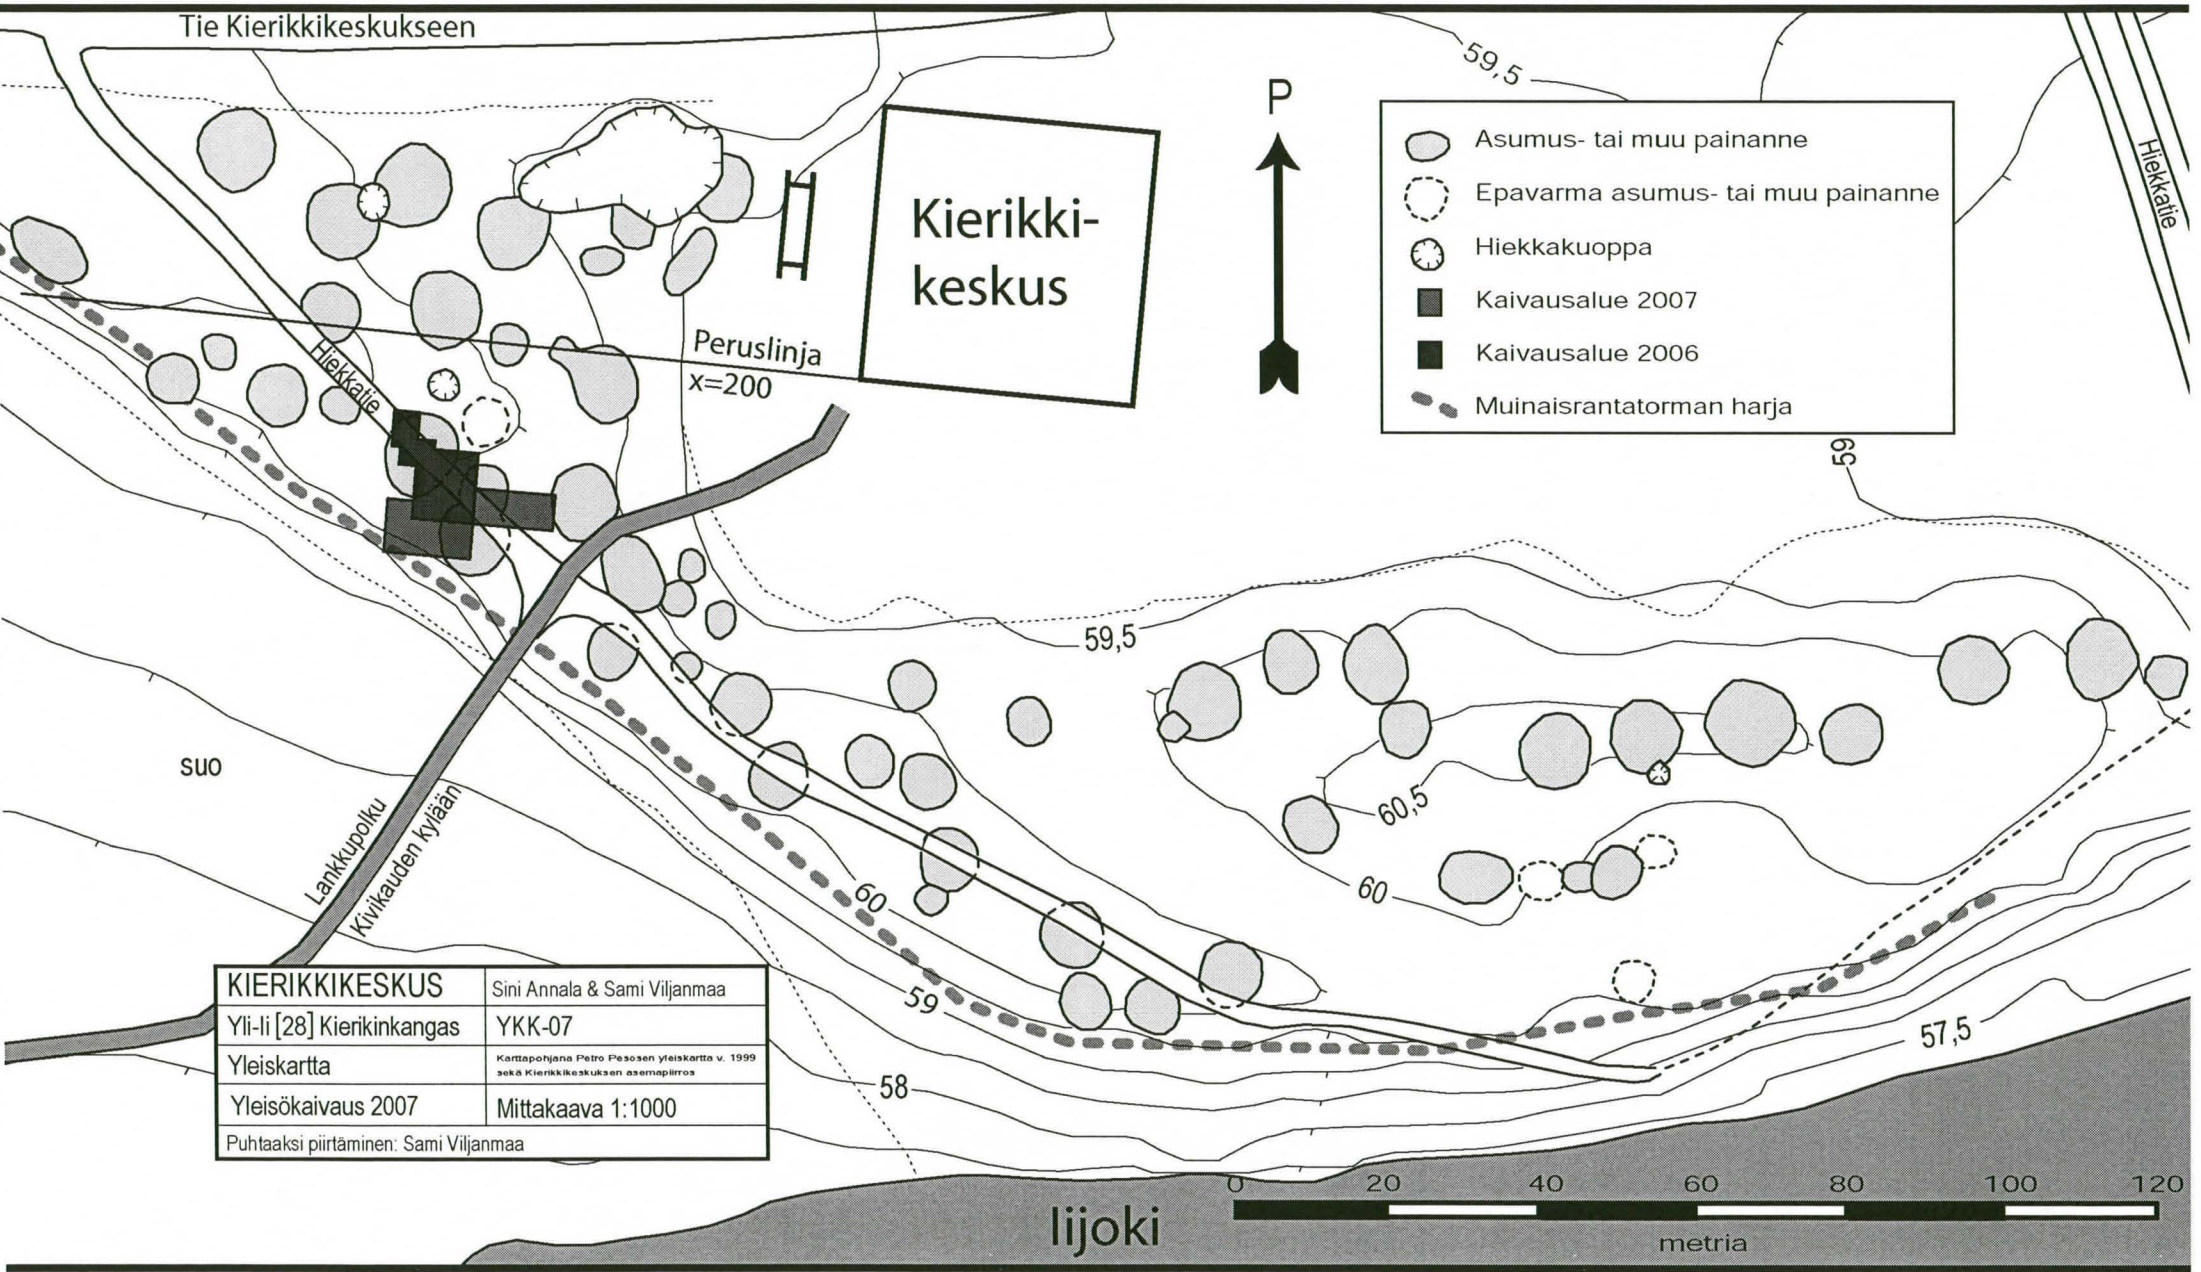 Tie Kierikkikeskukseen
59,5
P
Asumus- tai muu painanne
Epavarma asumus- tai muu painanne
Hiekkakuoppa
Kaivausalue 2007
Kaivausalue 2006
Muinaisrantatorman harja
Hiekkatie
Kierikki-
keskus
Peruslinja
x=200
Hiekkatie
59
59,5
suo
60,5
60
60
59
58
57,5
Lankkupolku
Kivikauden kylään
KIERIKKIKESKUS
Sini Annala & Sami Viljanmaa
Yli-Ii [28] Kierikinkangas
YKK-07
Yleiskartta
Karttapohjana Petro Pesosen yleiskartta v. 1999
sekä Kierikkikeskuksen asemapiirros
Yleisökaivaus 2007
Mittakaava 1:1000
Puhtaaksi piirtäminen: Sami Viljanmaa
Iijoki
0 20 40 60 80 100 120
metria